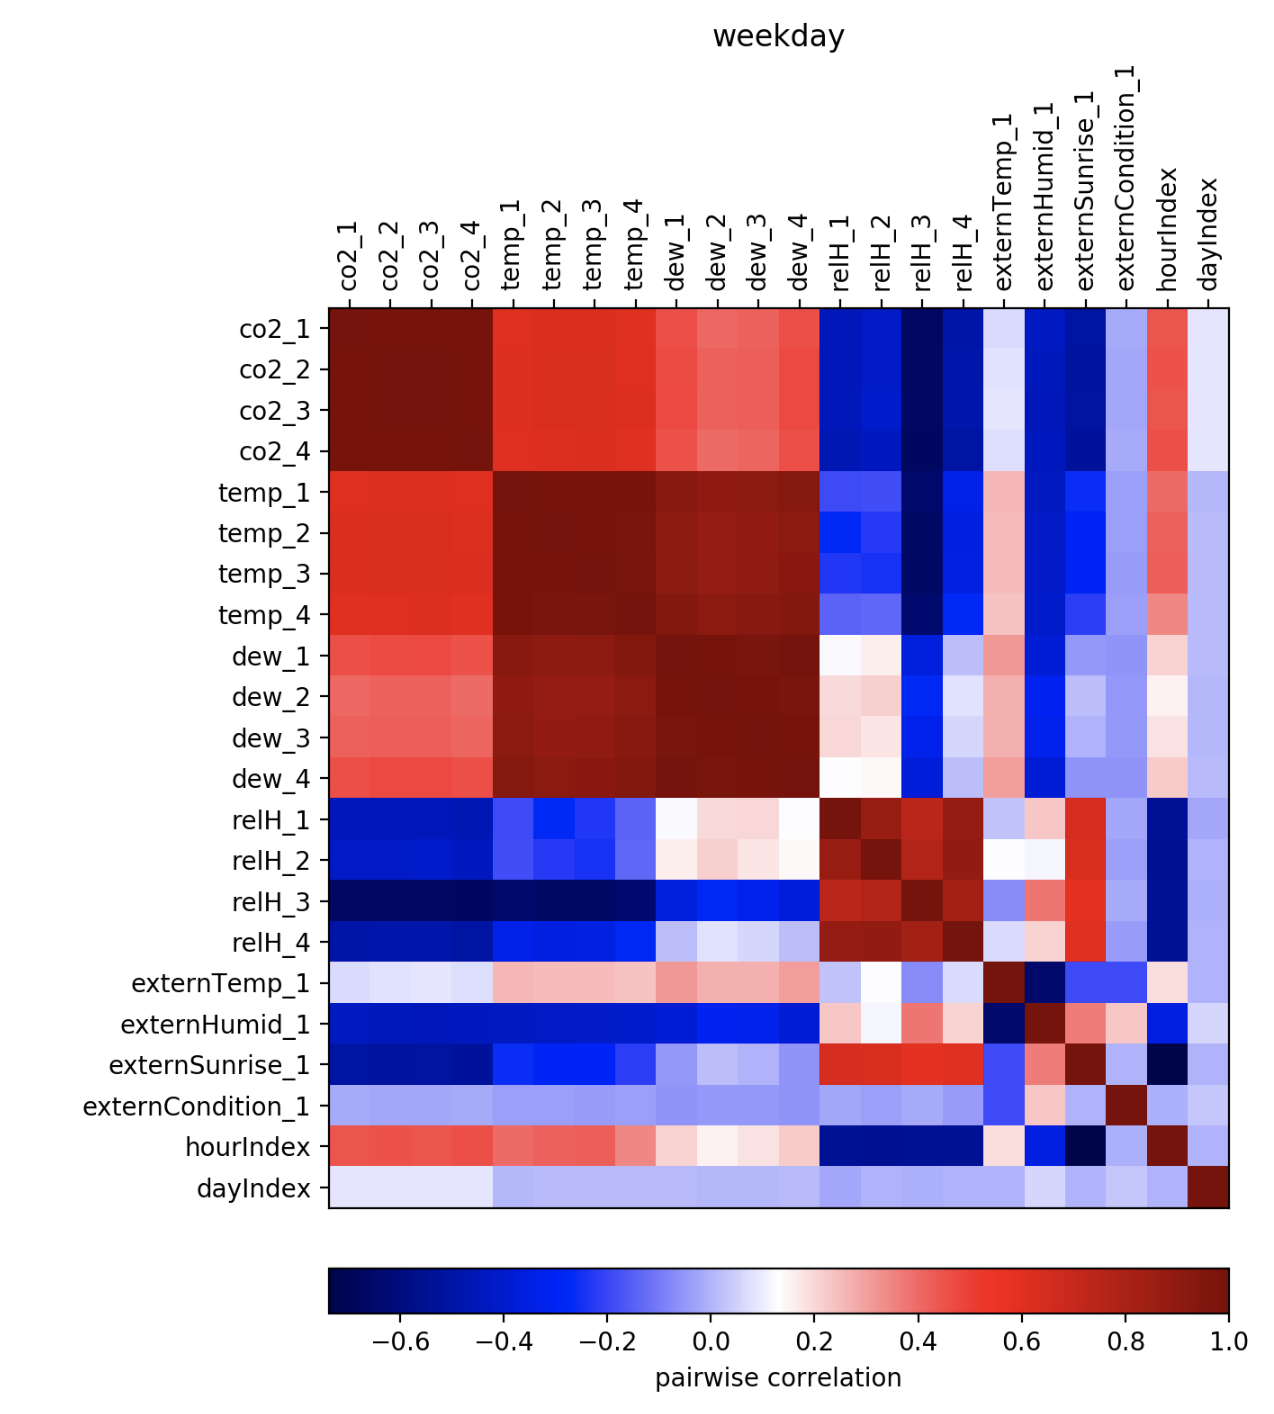 weekday
co2_1
co2_2
co2_3
co2_4
temp_1
temp_2
temp_3
temp_4
dew_1
dew_2
dew_3
dew_4
relH_1
relH_2
relH_3
relH_4
externTemp_1
externHumid_1
externSunrise_1
externCondition_1
hourIndex
dayIndex
co2_1
co2_2
co2_3
co2_4
temp_1
temp_2
temp_3
temp_4
dew_1
dew_2
dew_3
dew_4
relH_1
relH_2
relH_3
relH_4
externTemp_1
externHumid_1
externSunrise_1
externCondition_1
hourIndex
dayIndex
−0.6 −0.4 −0.2 0.0 0.2 0.4 0.6 0.8 1.0
pairwise correlation